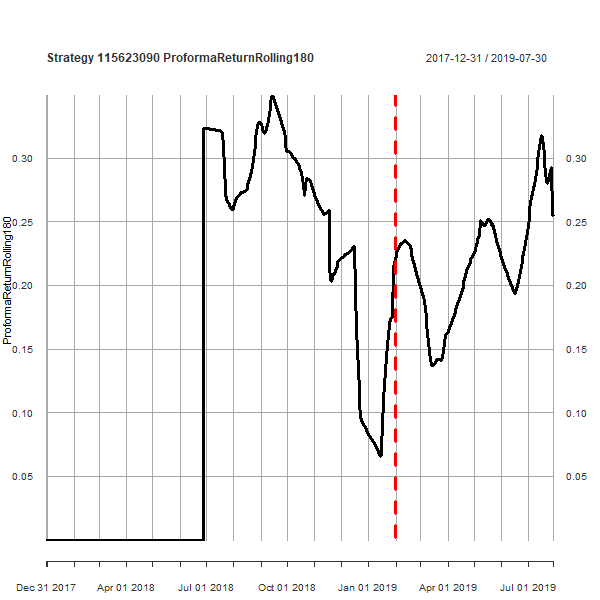 Strategy 115623090 ProformaReturnRolling180
2017-12-31 / 2019-07-30
0.30
0.30
0.25
0.25
0.20
0.20
0.15
0.15
0.10
0.10
0.05
0.05
ProformaReturnRolling180
Dec 31 2017
Apr 01 2018
Jul 01 2018
Oct 01 2018
Jan 01 2019
Apr 01 2019
Jul 01 2019